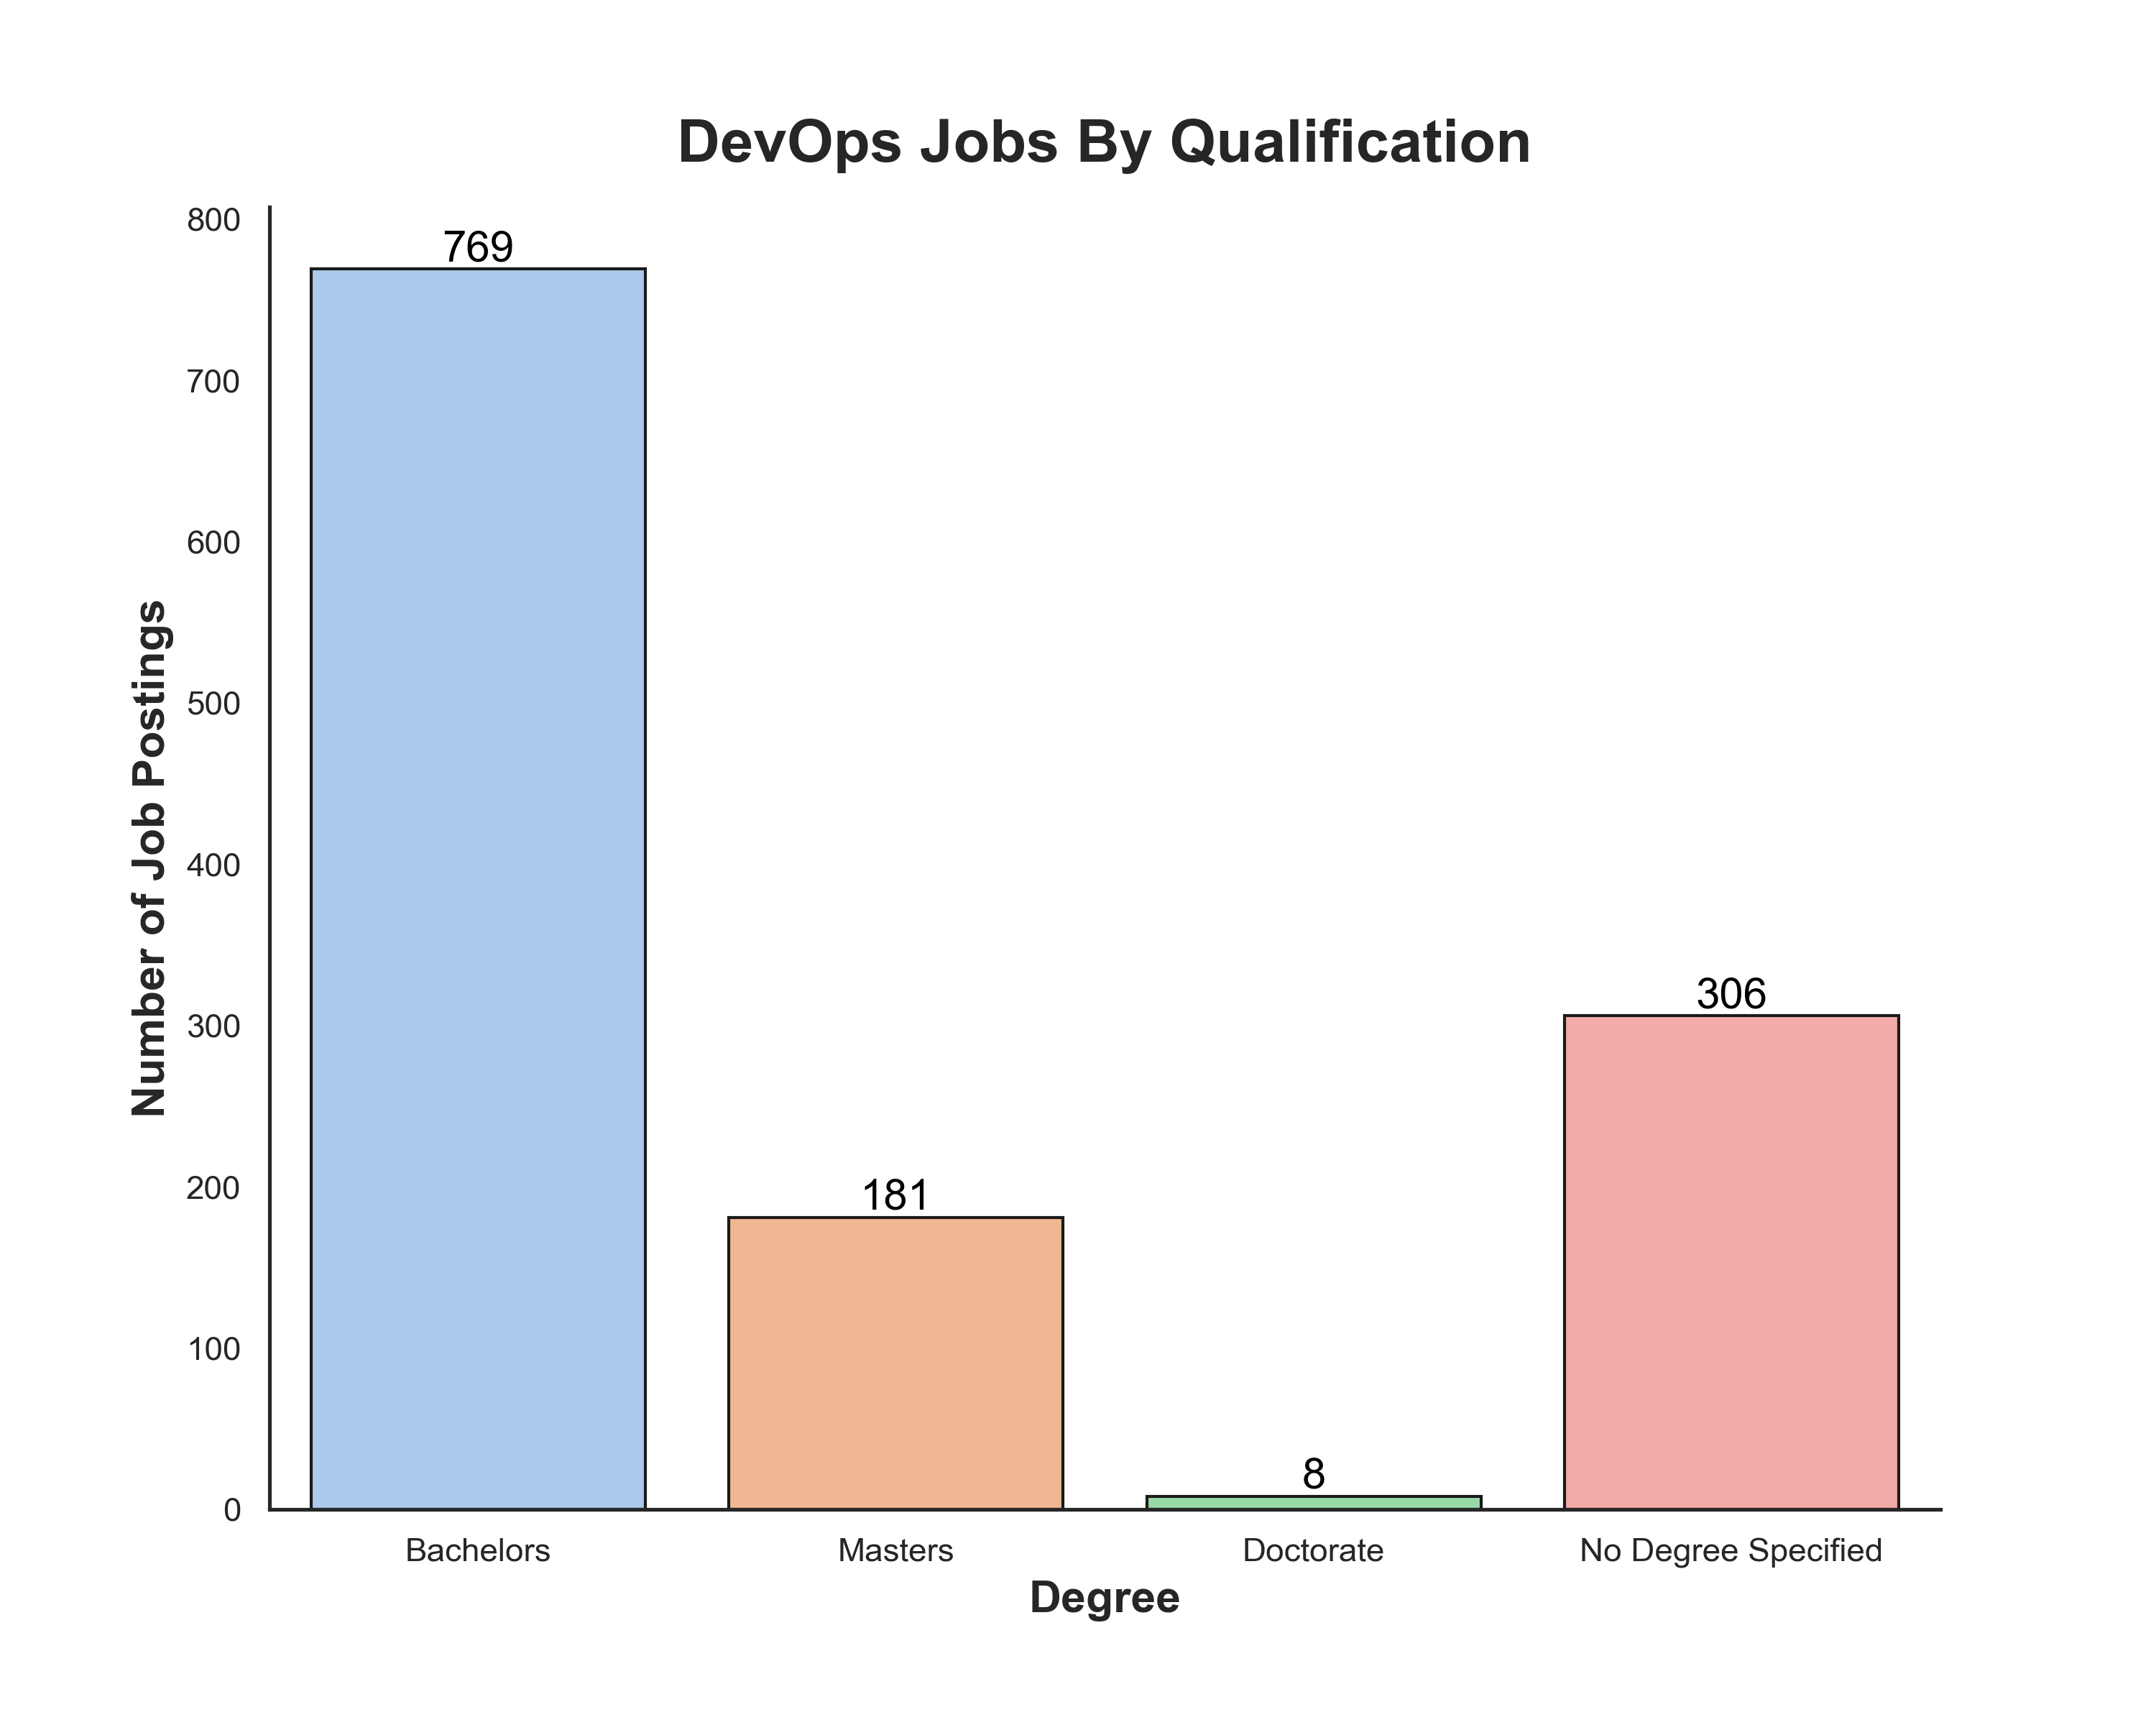 DevOps Jobs By Qualification
800
769
700
600
500
400
300
200
100
0
Number of Job Postings
306
181
8
Bachelors
Masters
Doctorate
No Degree Specified
Degree